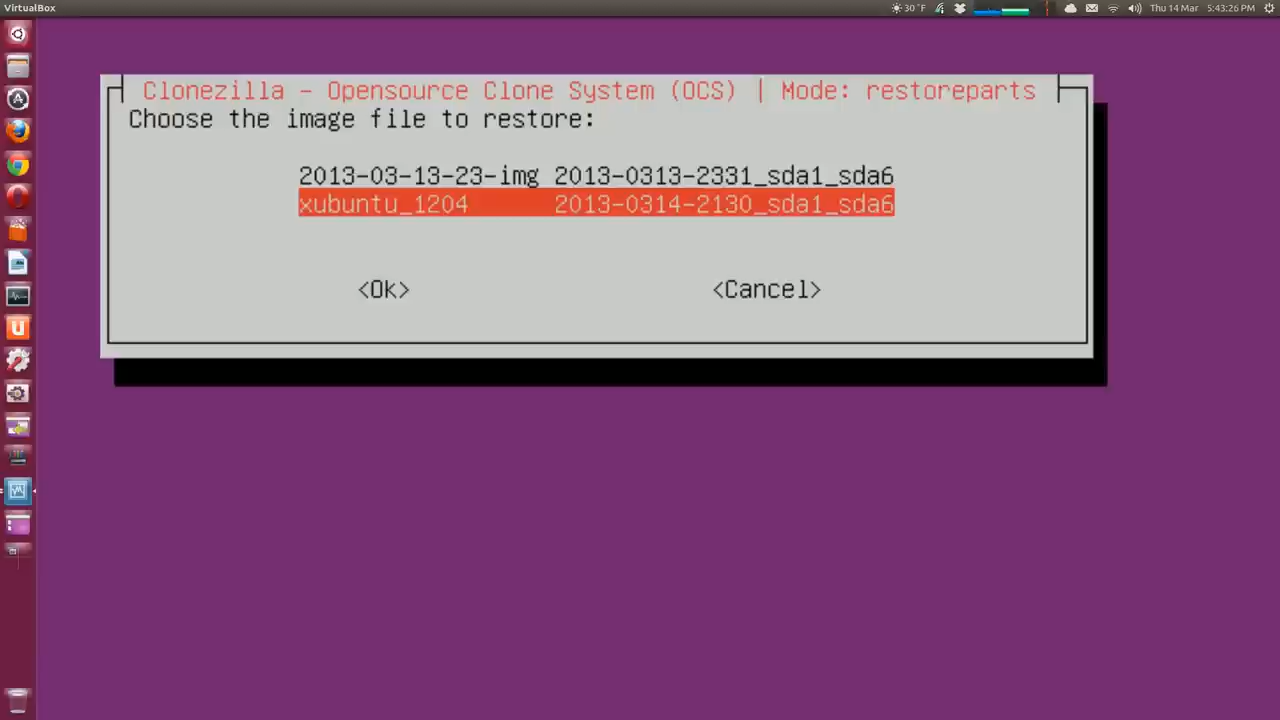 VirtualBox
30 °F
Thu 14 Mar
5:43:26 PM
Clonezilla - Opensource Clone System (OCS) | Mode: restoreparts
Choose the image file to restore:
2013-03-13-23-img 2013-0313-2331_sda1_sda6
xubuntu_1204 2013-0314-2130_sda1_sda6
<Ok> <Cancel>